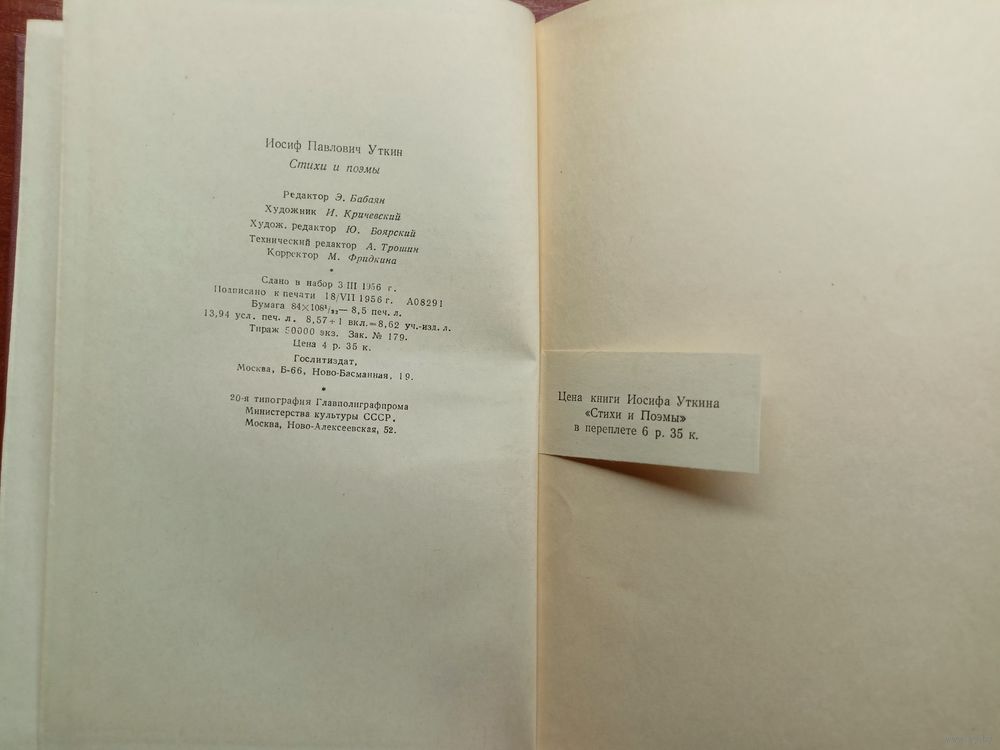 Иосиф Павлович Уткин
Стихи и поэмы
Редактор Э. Бабаян
Художник И. Кричевский
Худож. редактор Ю. Боярский
Технический редактор А. Трошин
Корректор М. Фридкина
*
Сдано в набор 3 III 1956 г.
Подписано к печати 18/VII 1956 г. А08291
Бумага 84×108¹/₃₂— 8,5 печ. л.
13,94 усл. печ. л. 8,57+1 вкл.=8,62 уч.-изд. л.
Тираж 50000 экз. Зак. № 179.
Цена 4 р. 35 к.
Гослитиздат,
Москва, Б-66, Ново-Басманная, 19.
*
20-я типография Главполиграфпрома
Министерства культуры СССР.
Москва, Ново-Алексеевская, 52.
Цена книги Иосифа Уткина
«Стихи и Поэмы»
в переплете 6 р. 35 к.